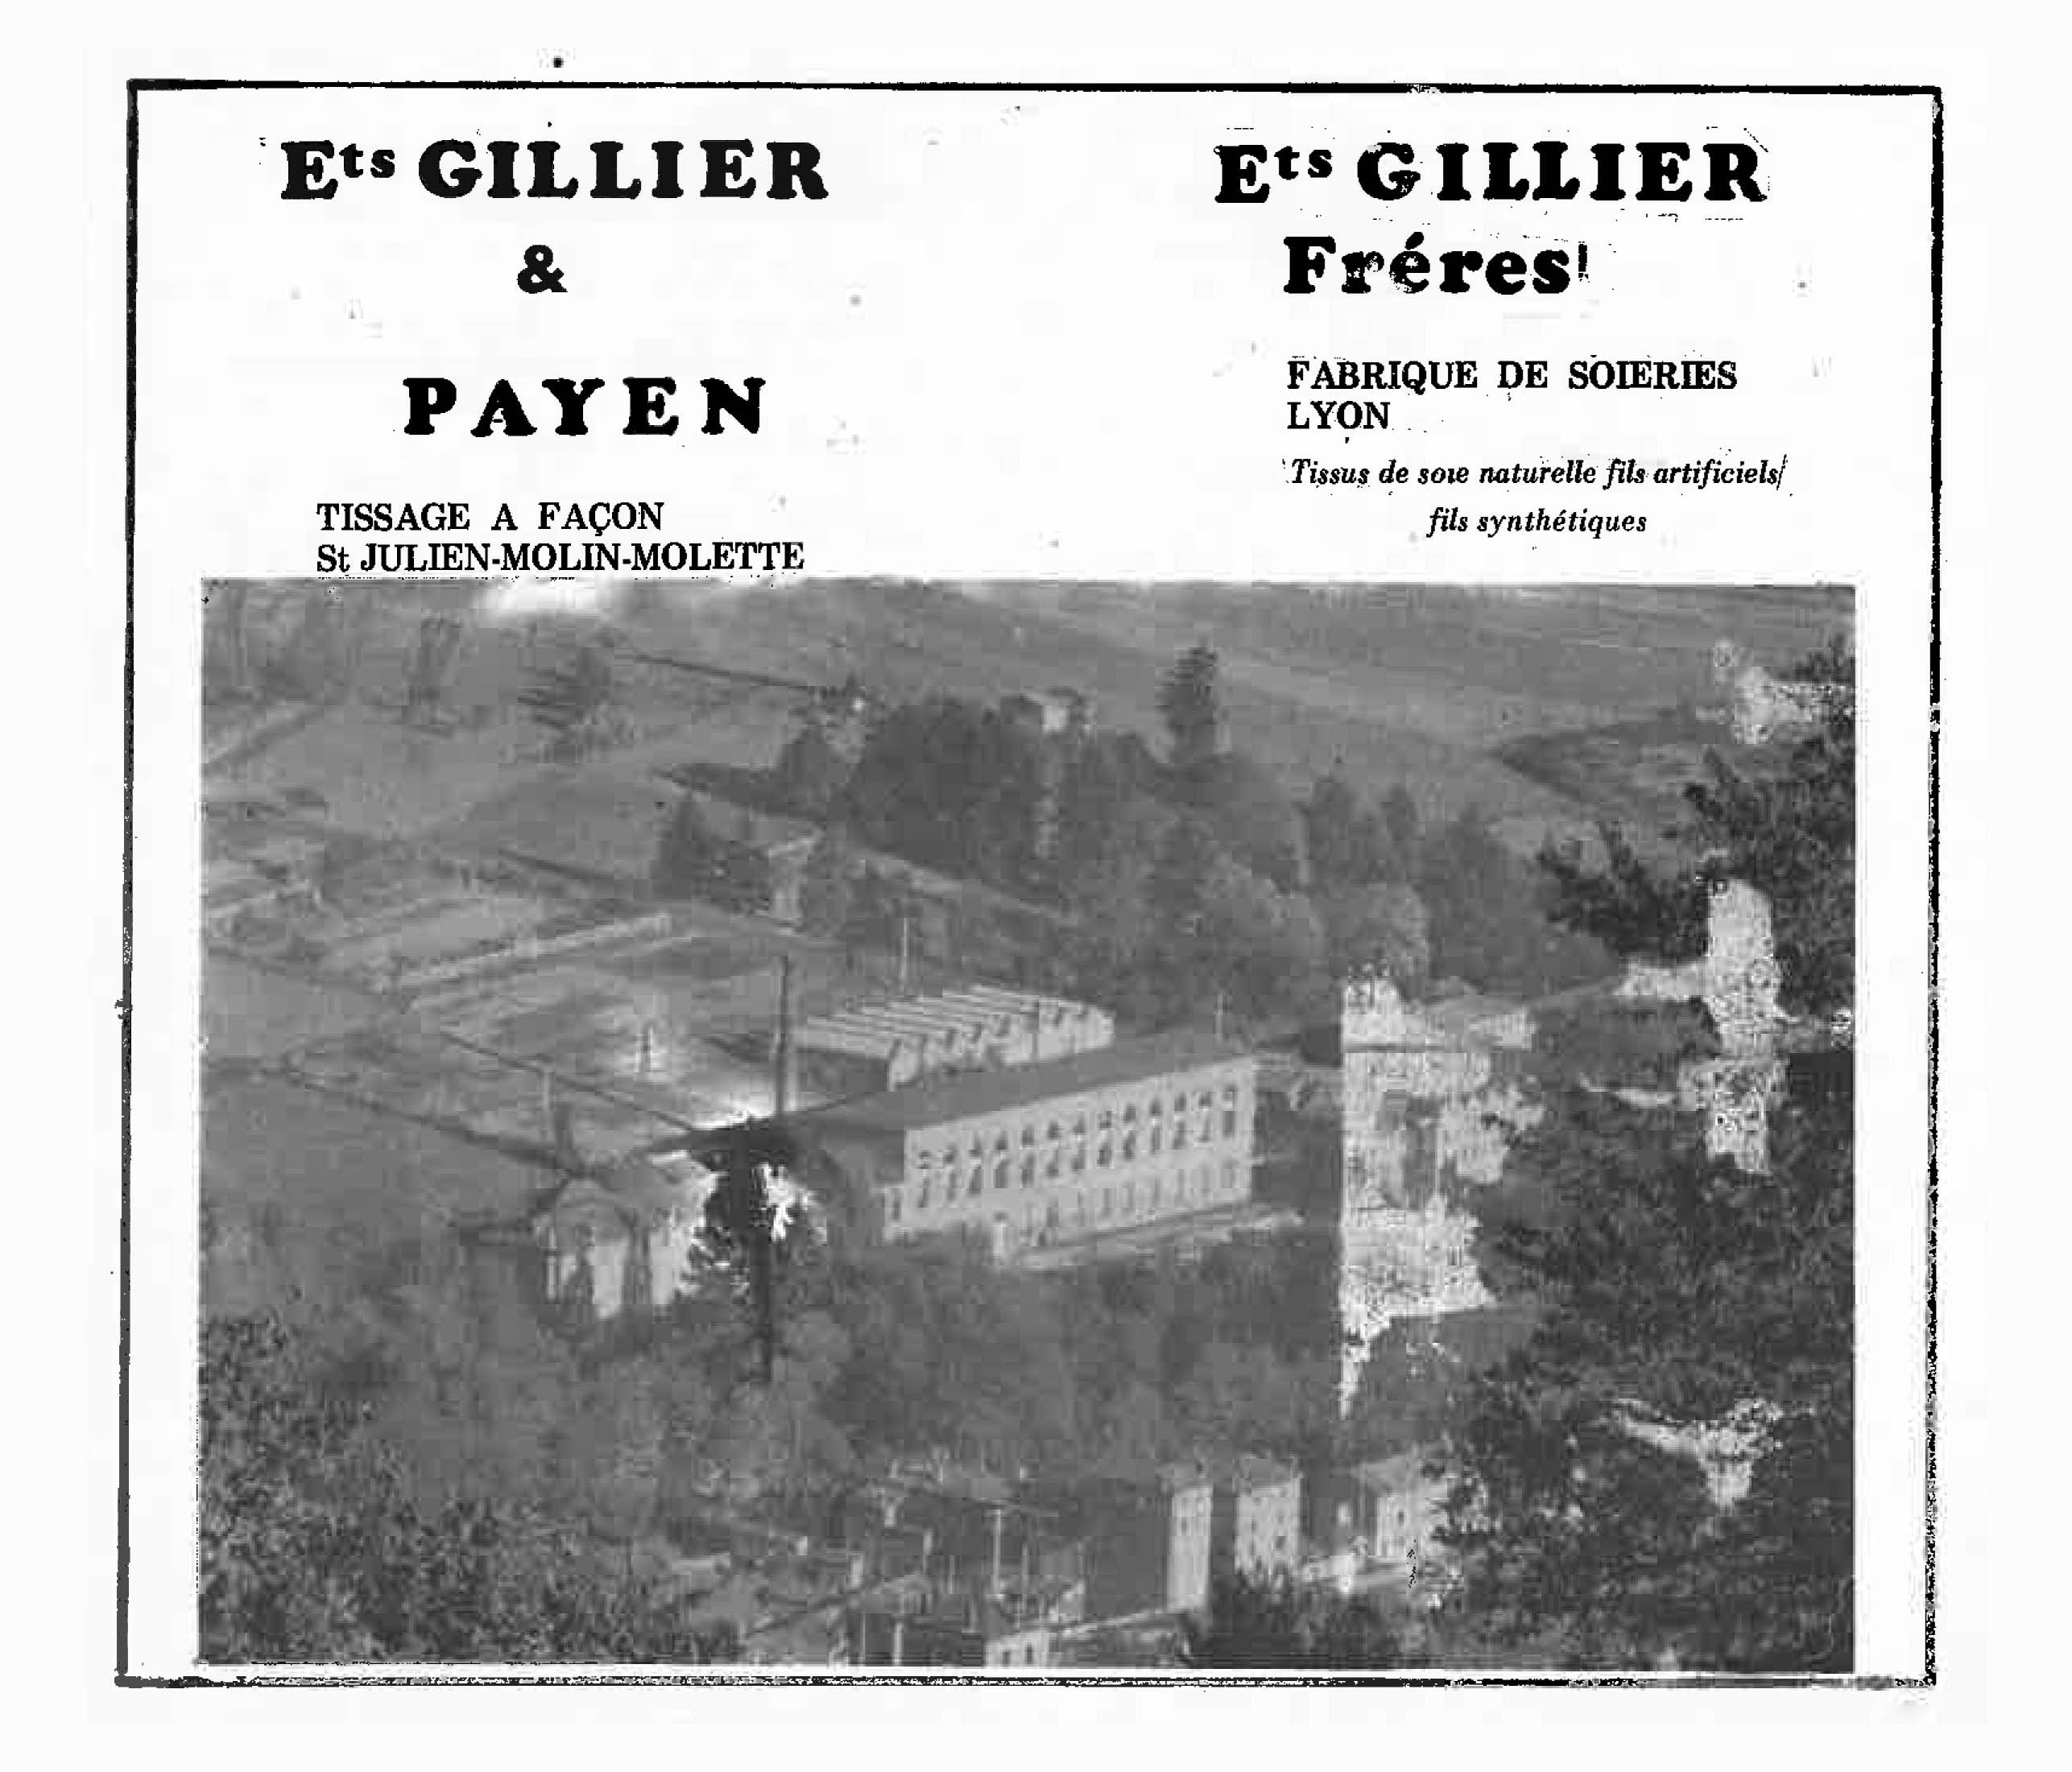 Ets GILLIER
&
PAYEN
TISSAGE A FAÇON
St JULIEN-MOLIN-MOLETTE
Ets GILLIER
Fréres
FABRIQUE DE SOIERIES
LYON
Tissus de soie naturelle fils artificiels
fils synthétiques